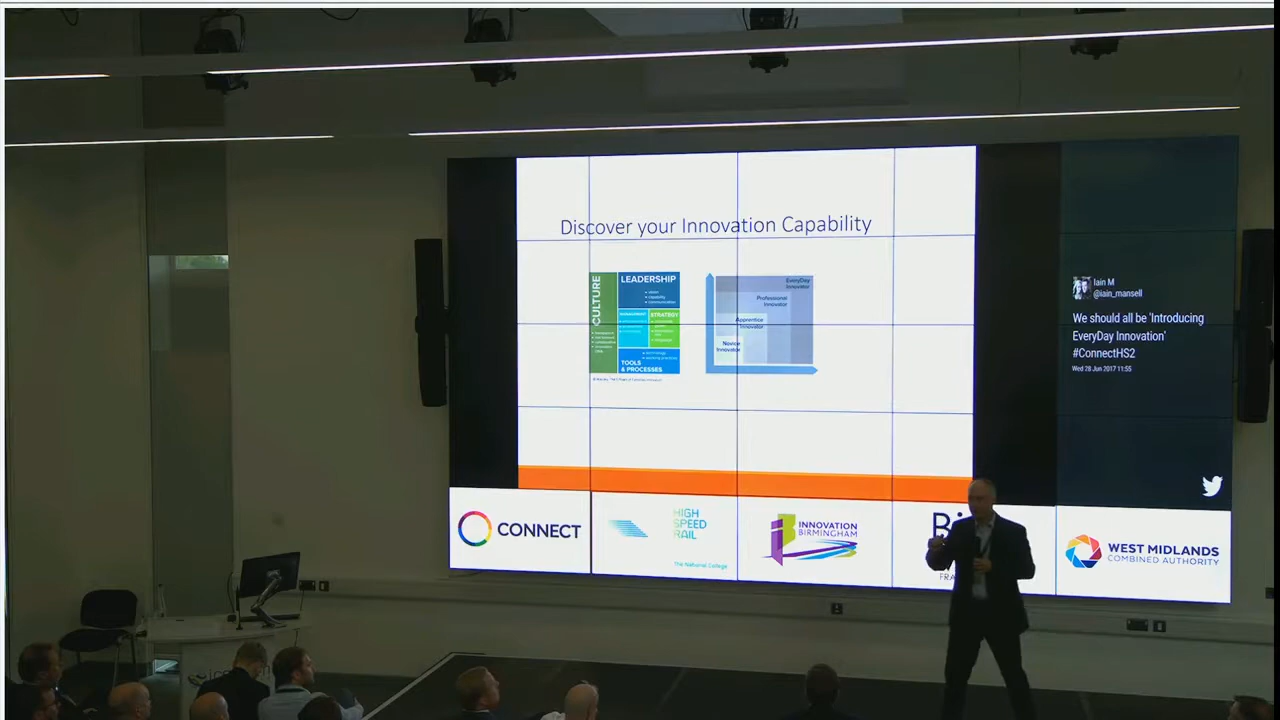 Discover your Innovation Capability
CULTURE
LEADERSHIP
STRATEGY
TOOLS
& PROCESSES
EveryDay
Innovator
Professional
Innovator
Apprentice
Innovator
Novice
Innovator
Iain M
@iain_mansell
We should all be 'Introducing
EveryDay Innovation'
#ConnectHS2
Wed 28 Jun 2017 11:55
CONNECT
HIGH
SPEED
RAIL
The National College
INNOVATION
BIRMINGHAM
WEST MIDLANDS
COMBINED AUTHORITY